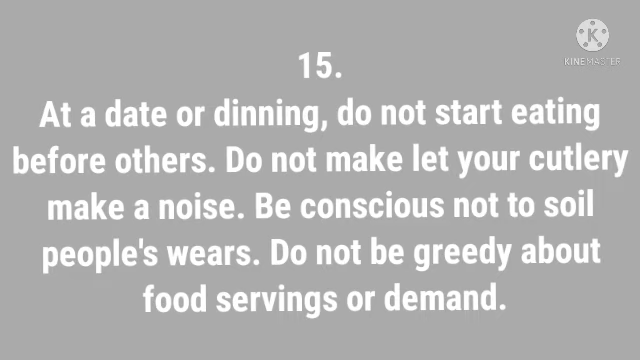 K
KINEMASTER
15.
At a date or dinning, do not start eating
before others. Do not make let your cutlery
make a noise. Be conscious not to soil
people's wears. Do not be greedy about
food servings or demand.